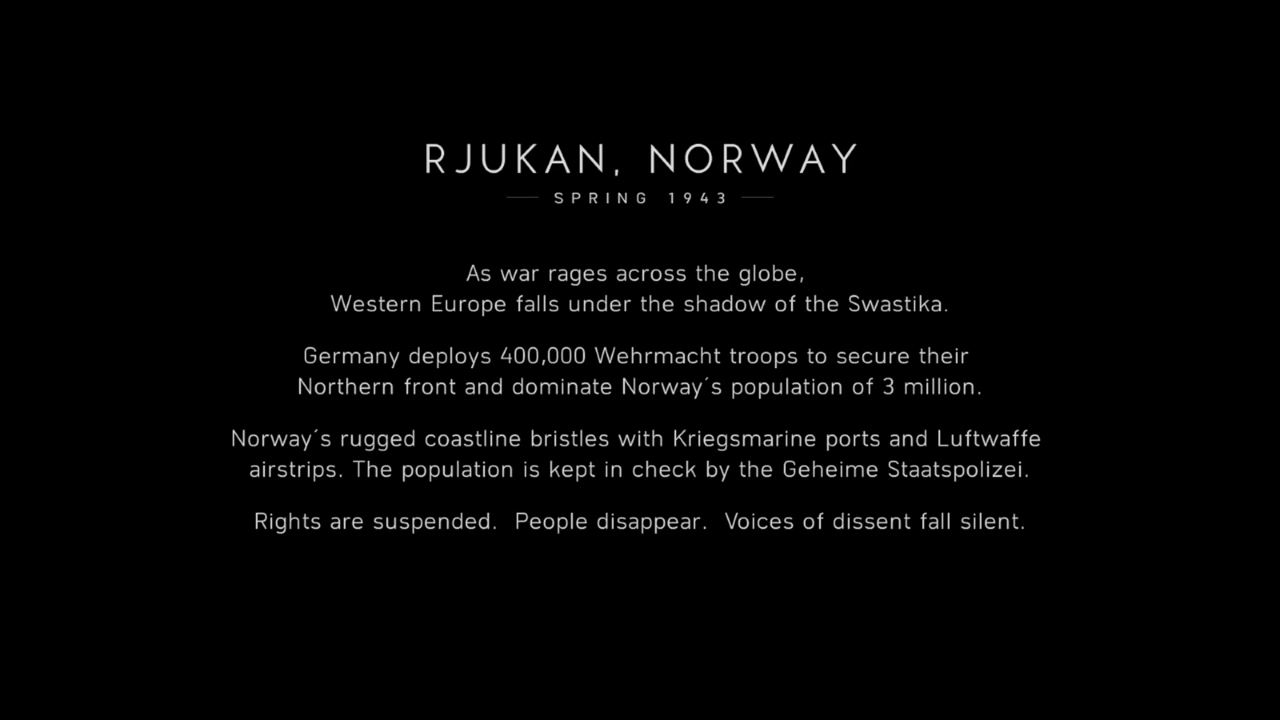 RJUKAN, NORWAY
SPRING 1943
As war rages across the globe,
Western Europe falls under the shadow of the Swastika.
Germany deploys 400,000 Wehrmacht troops to secure their
Northern front and dominate Norway´s population of 3 million.
Norway´s rugged coastline bristles with Kriegsmarine ports and Luftwaffe
airstrips. The population is kept in check by the Geheime Staatspolizei.
Rights are suspended.  People disappear.  Voices of dissent fall silent.